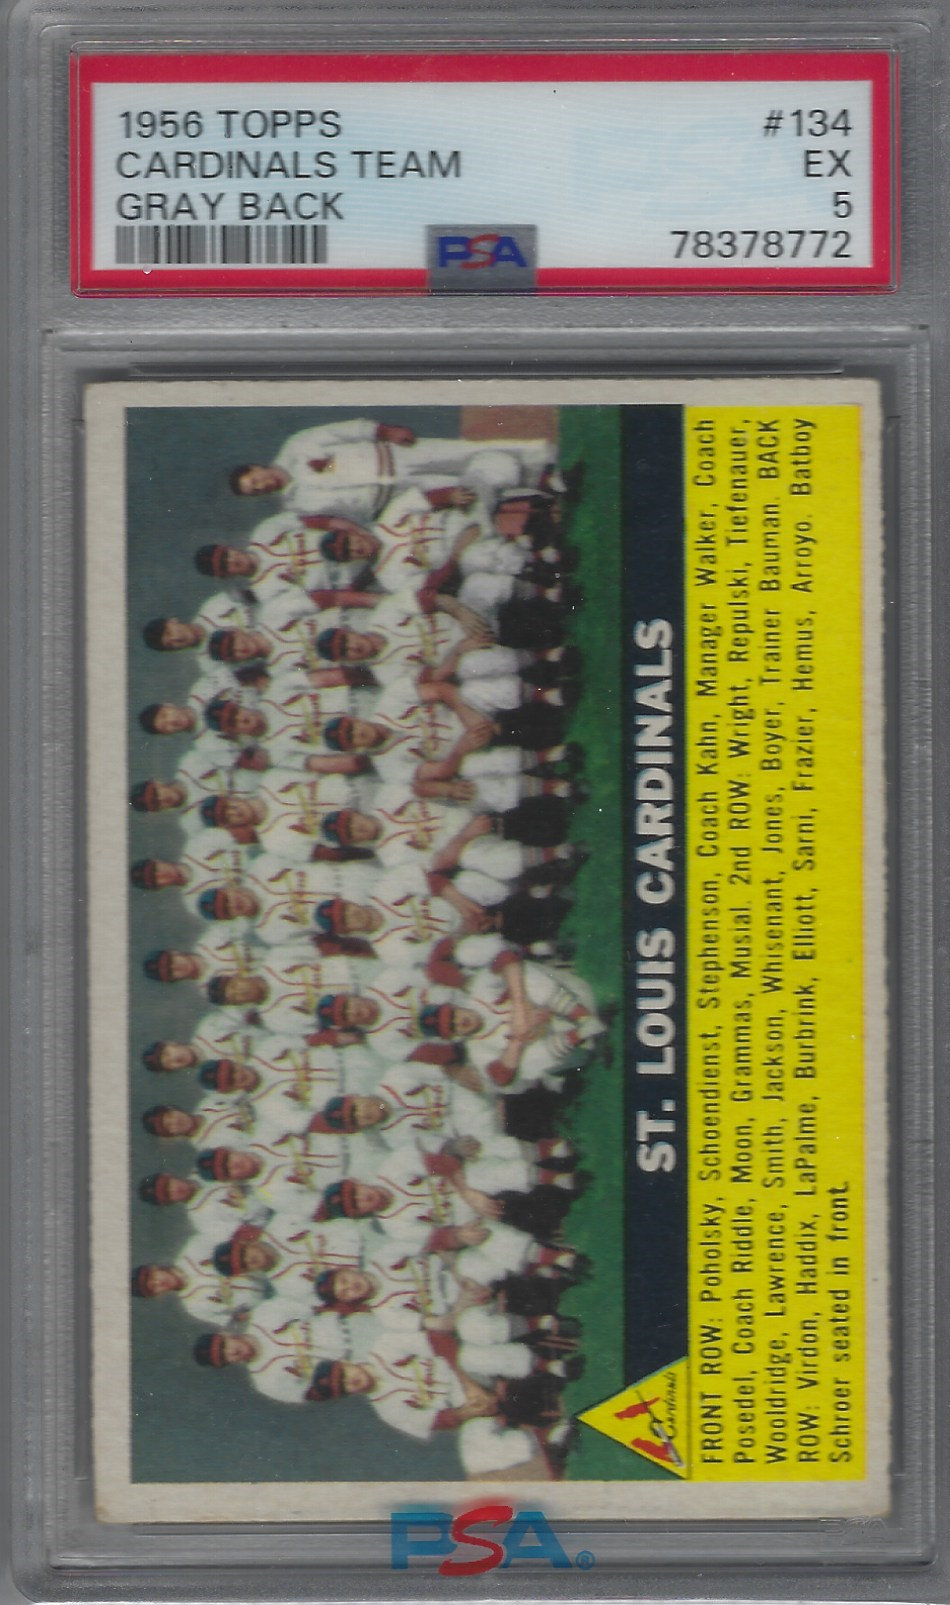 1956 TOPPS
#134
CARDINALS TEAM
EX
GRAY BACK
5
78378772
PSA
ST. LOUIS CARDINALS
Cardinals
FRONT ROW: Poholsky, Schoendienst, Stephenson, Coach Kahn, Manager Walker, Coach
Posedel, Coach Riddle, Moon, Grammas, Musial. 2nd ROW: Wright, Repulski, Tiefenauer,
Wooldridge, Lawrence, Smith, Jackson, Whisenant, Jones, Boyer, Trainer Bauman. BACK
ROW: Virdon, Haddix, LaPalme, Burbrink, Elliott, Sarni, Frazier, Hemus, Arroyo. Batboy
Schroer seated in front.
PSA®